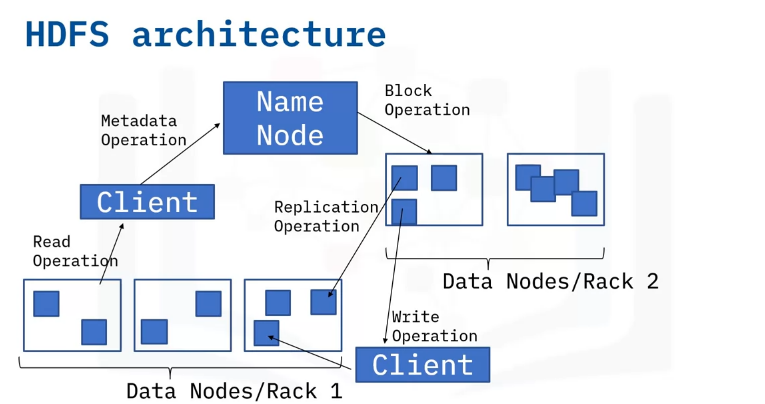 HDFS architecture
Name
Node
Block
Operation
Metadata
Operation
Client
Replication
Operation
Read
Operation
Data Nodes/Rack 2
Write
Operation
Client
Data Nodes/Rack 1